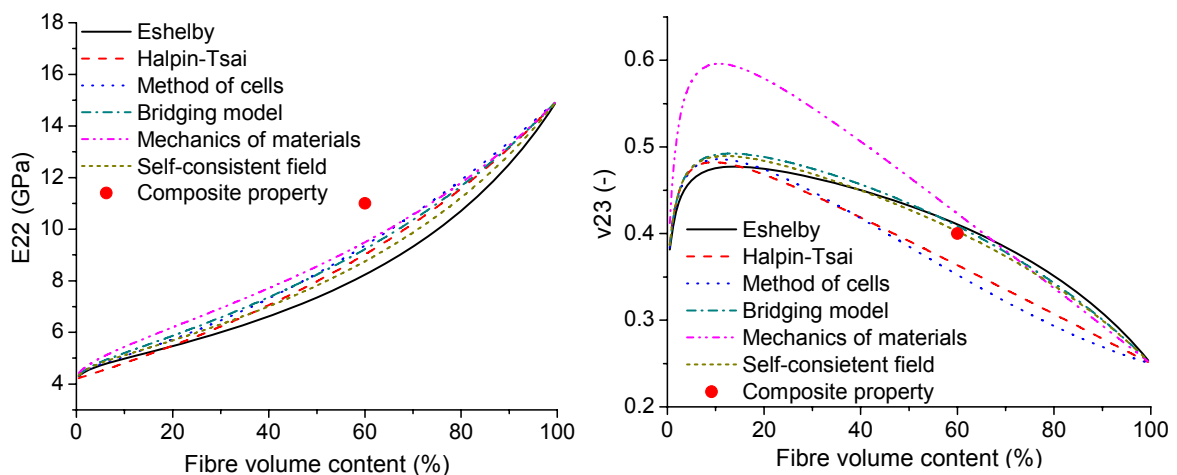 18
16
14
12
10
8
6
4
E22 (GPa)
Eshelby
Halpin-Tsai
Method of cells
Bridging model
Mechanics of materials
Self-consistent field
Composite property
0 20 40 60 80 100
Fibre volume content (%)
0.6
0.5
0.4
0.3
0.2
v23 (-)
Eshelby
Halpin-Tsai
Method of cells
Bridging model
Mechanics of materials
Self-consietent field
Composite property
0 20 40 60 80 100
Fibre volume content (%)